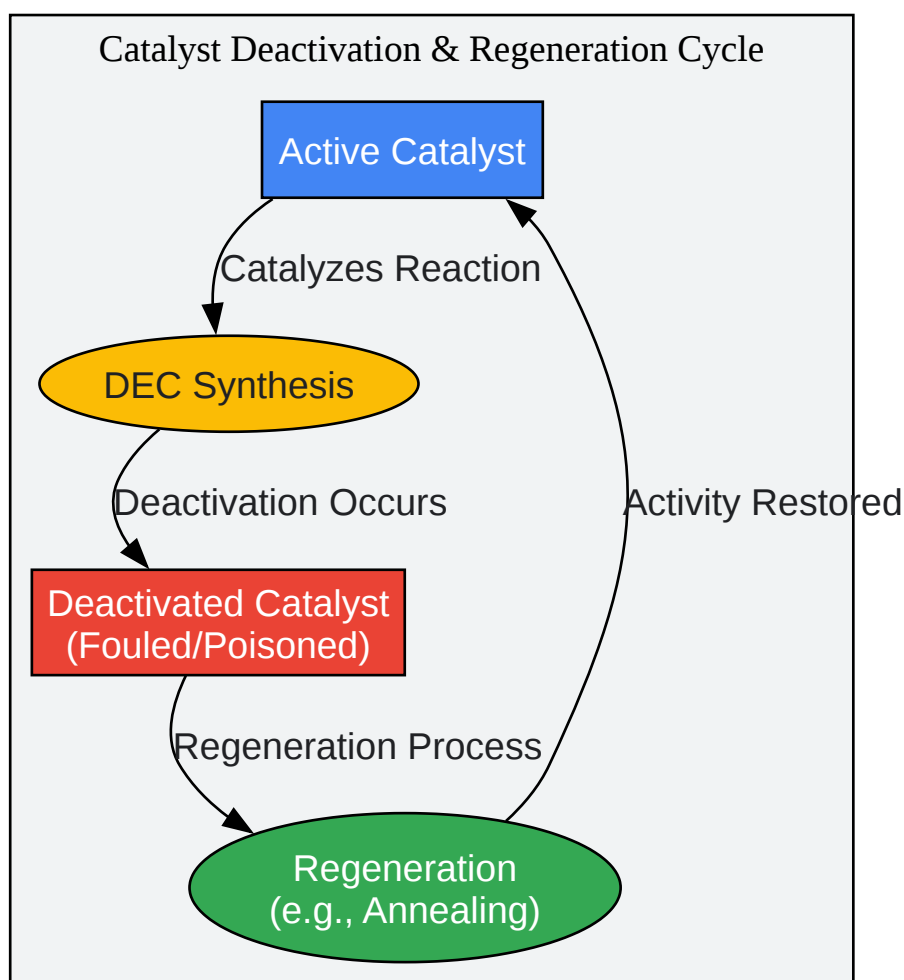 Catalyst Deactivation & Regeneration Cycle
Active Catalyst
Catalyzes Reaction
DEC Synthesis
Deactivation Occurs
Activity Restored
Deactivated Catalyst
(Fouled/Poisoned)
Regeneration Process
Regeneration
(e.g., Annealing)